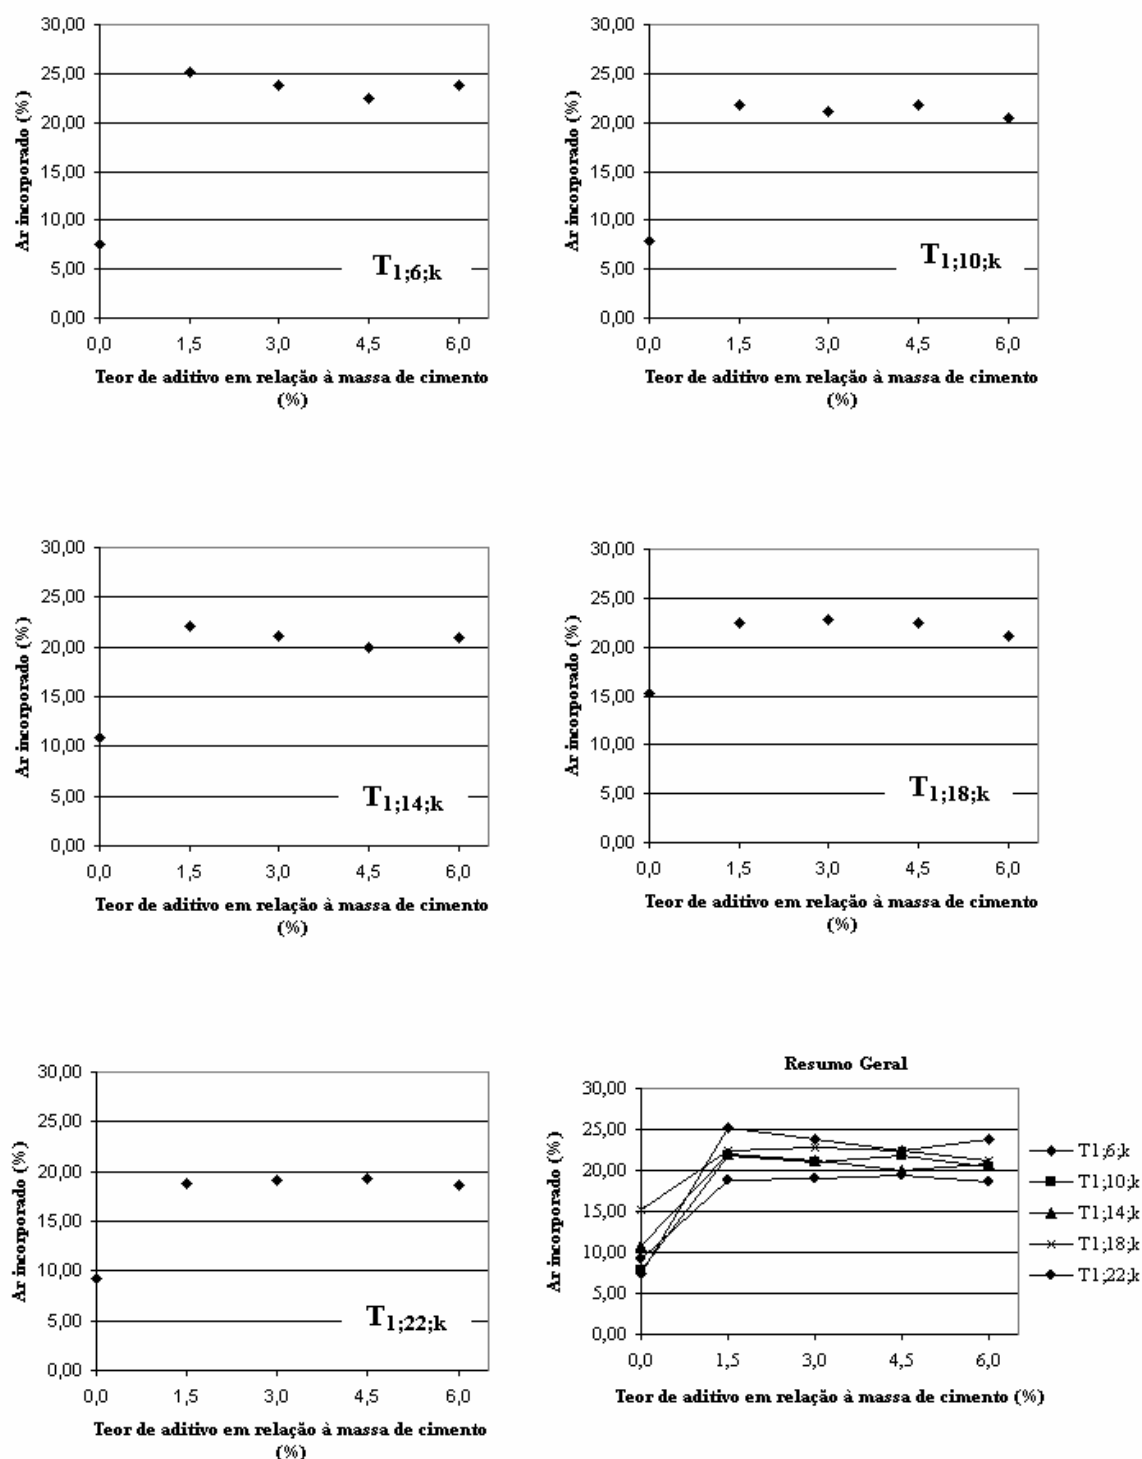 30,00
25,00
20,00
15,00
10,00
5,00
0,00
Ar incorporado (%)
T1;6;k
0,0 1,5 3,0 4,5 6,0
Teor de aditivo em relação à massa de cimento
(%)
30,00
25,00
20,00
15,00
10,00
5,00
0,00
Ar incorporado (%)
T1;10;k
0,0 1,5 3,0 4,5 6,0
Teor de aditivo em relação à massa de cimento
(%)
30,00
25,00
20,00
15,00
10,00
5,00
0,00
Ar incorporado (%)
T1;14;k
0,0 1,5 3,0 4,5 6,0
Teor de aditivo em relação à massa de cimento
(%)
30,00
25,00
20,00
15,00
10,00
5,00
0,00
Ar incorporado (%)
T1;18;k
0,0 1,5 3,0 4,5 6,0
Teor de aditivo em relação à massa de cimento
(%)
30,00
25,00
20,00
15,00
10,00
5,00
0,00
Ar incorporado (%)
T1;22;k
0,0 1,5 3,0 4,5 6,0
Teor de aditivo em relação à massa de cimento
(%)
Resumo Geral
30,00
25,00
20,00
15,00
10,00
5,00
0,00
Ar incorporado (%)
0,0 1,5 3,0 4,5 6,0
Teor de aditivo em relação à massa de cimento (%)
T1;6;k
T1;10;k
T1;14;k
T1;18;k
T1;22;k